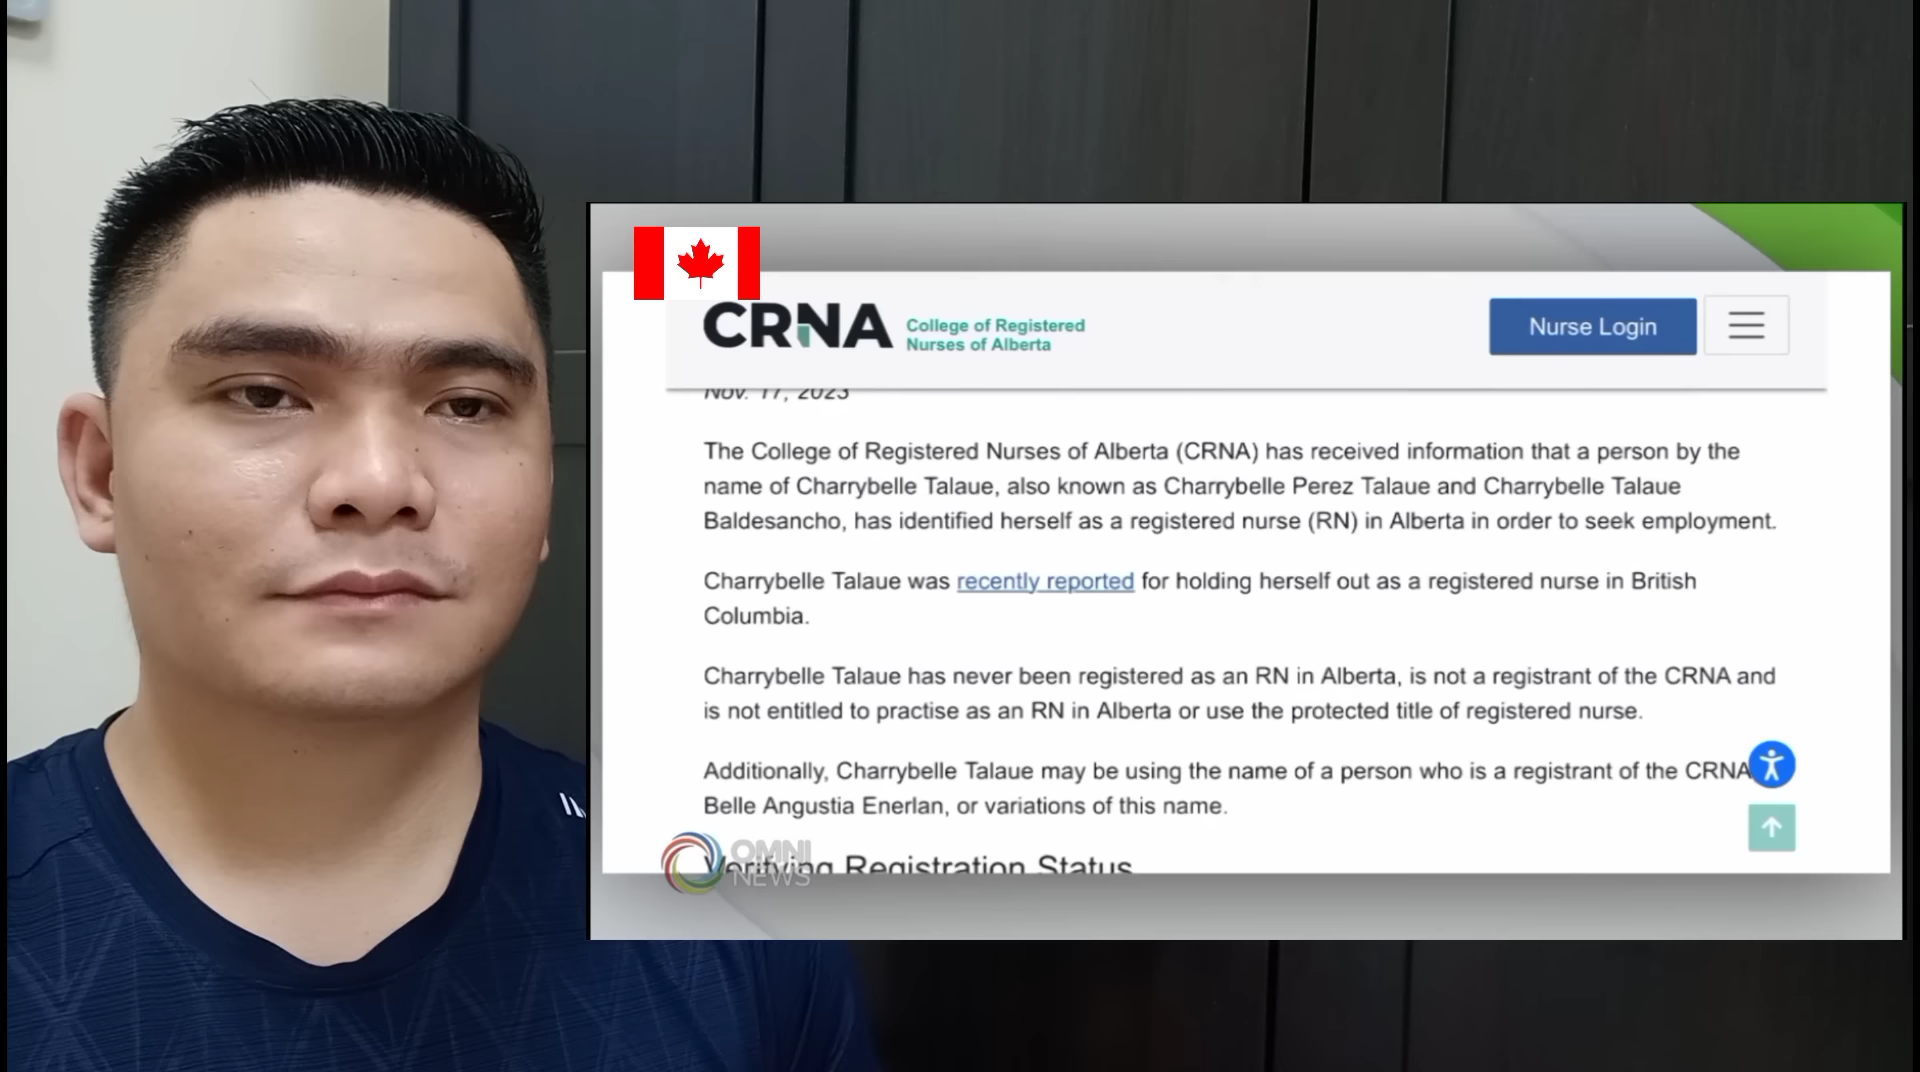 CRNA
College of Registered
Nurses of Alberta
Nurse Login
Nov. 17, 2023
The College of Registered Nurses of Alberta (CRNA) has received information that a person by the
name of Charrybelle Talaue, also known as Charrybelle Perez Talaue and Charrybelle Talaue
Baldesancho, has identified herself as a registered nurse (RN) in Alberta in order to seek employment.
Charrybelle Talaue was recently reported for holding herself out as a registered nurse in British
Columbia.
Charrybelle Talaue has never been registered as an RN in Alberta, is not a registrant of the CRNA and
is not entitled to practise as an RN in Alberta or use the protected title of registered nurse.
Additionally, Charrybelle Talaue may be using the name of a person who is a registrant of the CRNA
Belle Angustia Enerlan, or variations of this name.
Verifying Registration Status
OMNI
NEWS